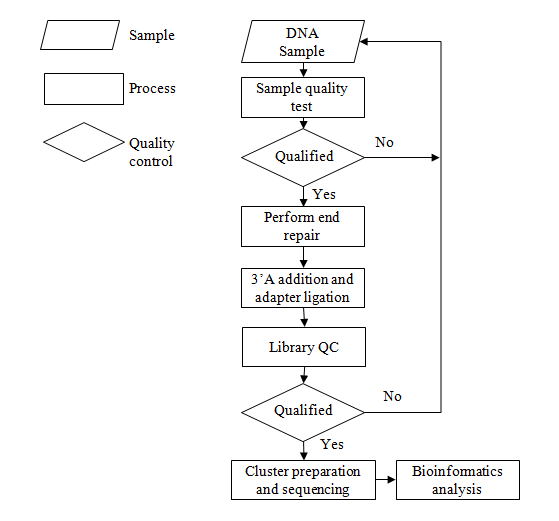 Sample
Process
Quality
control
DNA
Sample
Sample quality
test
Qualified
No
Yes
Perform end
repair
3’A addition and
adapter ligation
Library QC
Qualified
No
Yes
Cluster preparation
and sequencing
Bioinformatics
analysis